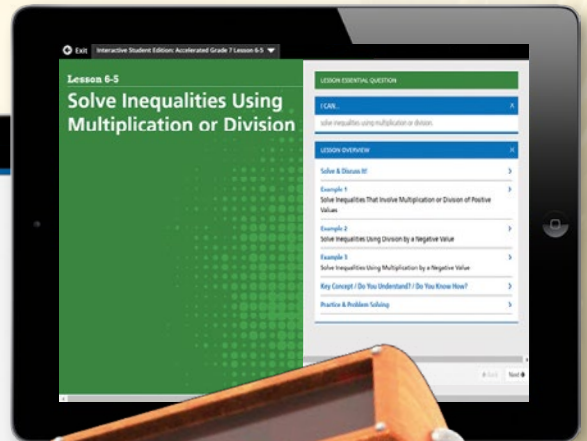 Exit Interactive Student Edition: Accelerated Grade 7 Lesson 6-5
Lesson 6-5
Solve Inequalities Using
Multiplication or Division
LESSON ESSENTIAL QUESTION
I CAN...
solve inequalities using multiplication or division.
LESSON OVERVIEW
Solve & Discuss It!
Example 1
Solve Inequalities That Involve Multiplication or Division of Positive
Values
Example 2
Solve Inequalities Using Division by a Negative Value
Example 3
Solve Inequalities Using Multiplication by a Negative Value
Key Concept / Do You Understand? / Do You Know How?
Practice & Problem Solving
Back Next